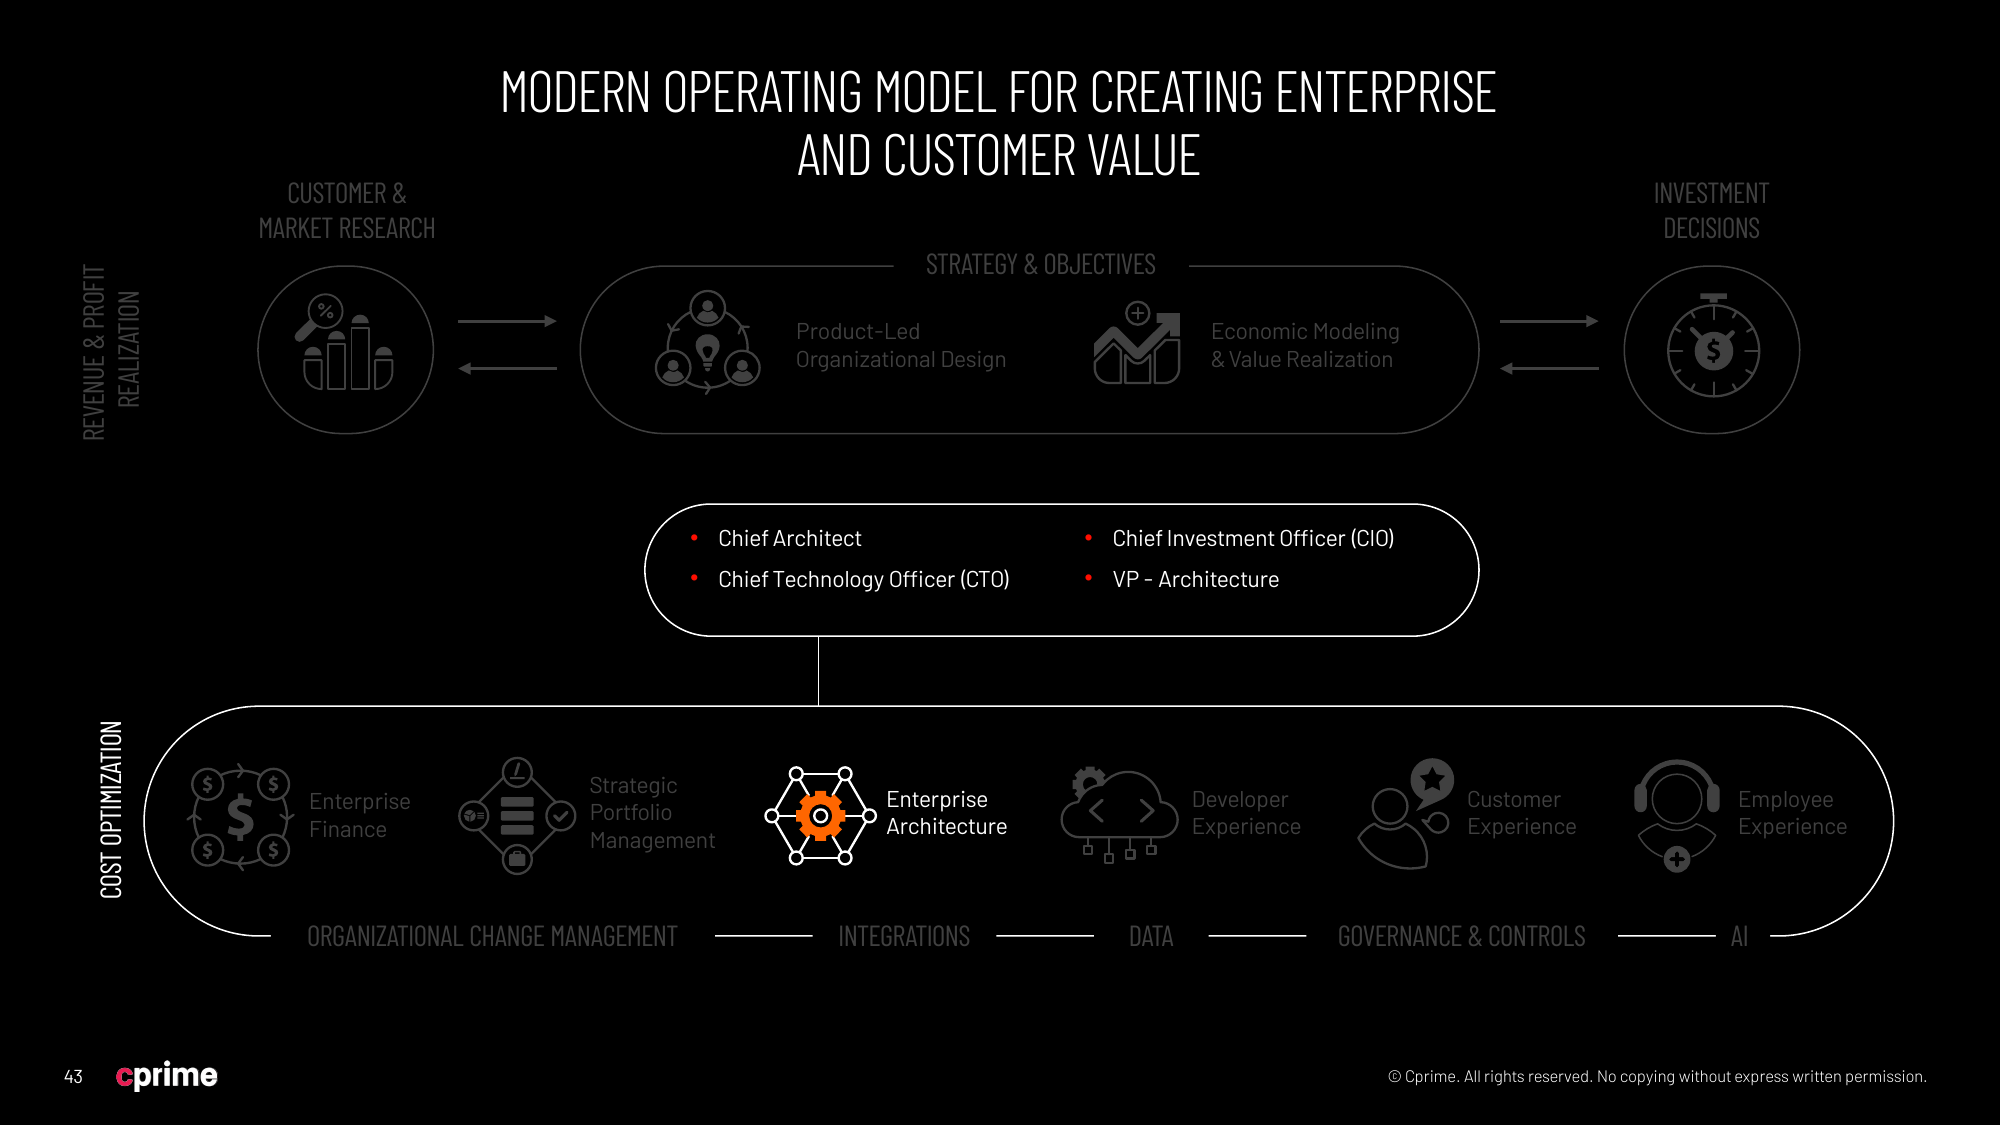 MODERN OPERATING MODEL FOR CREATING ENTERPRISE
AND CUSTOMER VALUE
CUSTOMER &
MARKET RESEARCH
INVESTMENT
DECISIONS
REVENUE & PROFIT
REALIZATION
STRATEGY & OBJECTIVES
Product-Led
Organizational Design
Economic Modeling
& Value Realization
• Chief Architect
• Chief Technology Officer (CTO)
• Chief Investment Officer (CIO)
• VP - Architecture
COST OPTIMIZATION
Enterprise
Finance
Strategic
Portfolio
Management
Enterprise
Architecture
Developer
Experience
Customer
Experience
Employee
Experience
ORGANIZATIONAL CHANGE MANAGEMENT
INTEGRATIONS
DATA
GOVERNANCE & CONTROLS
AI
43
cprime
© Cprime. All rights reserved. No copying without express written permission.